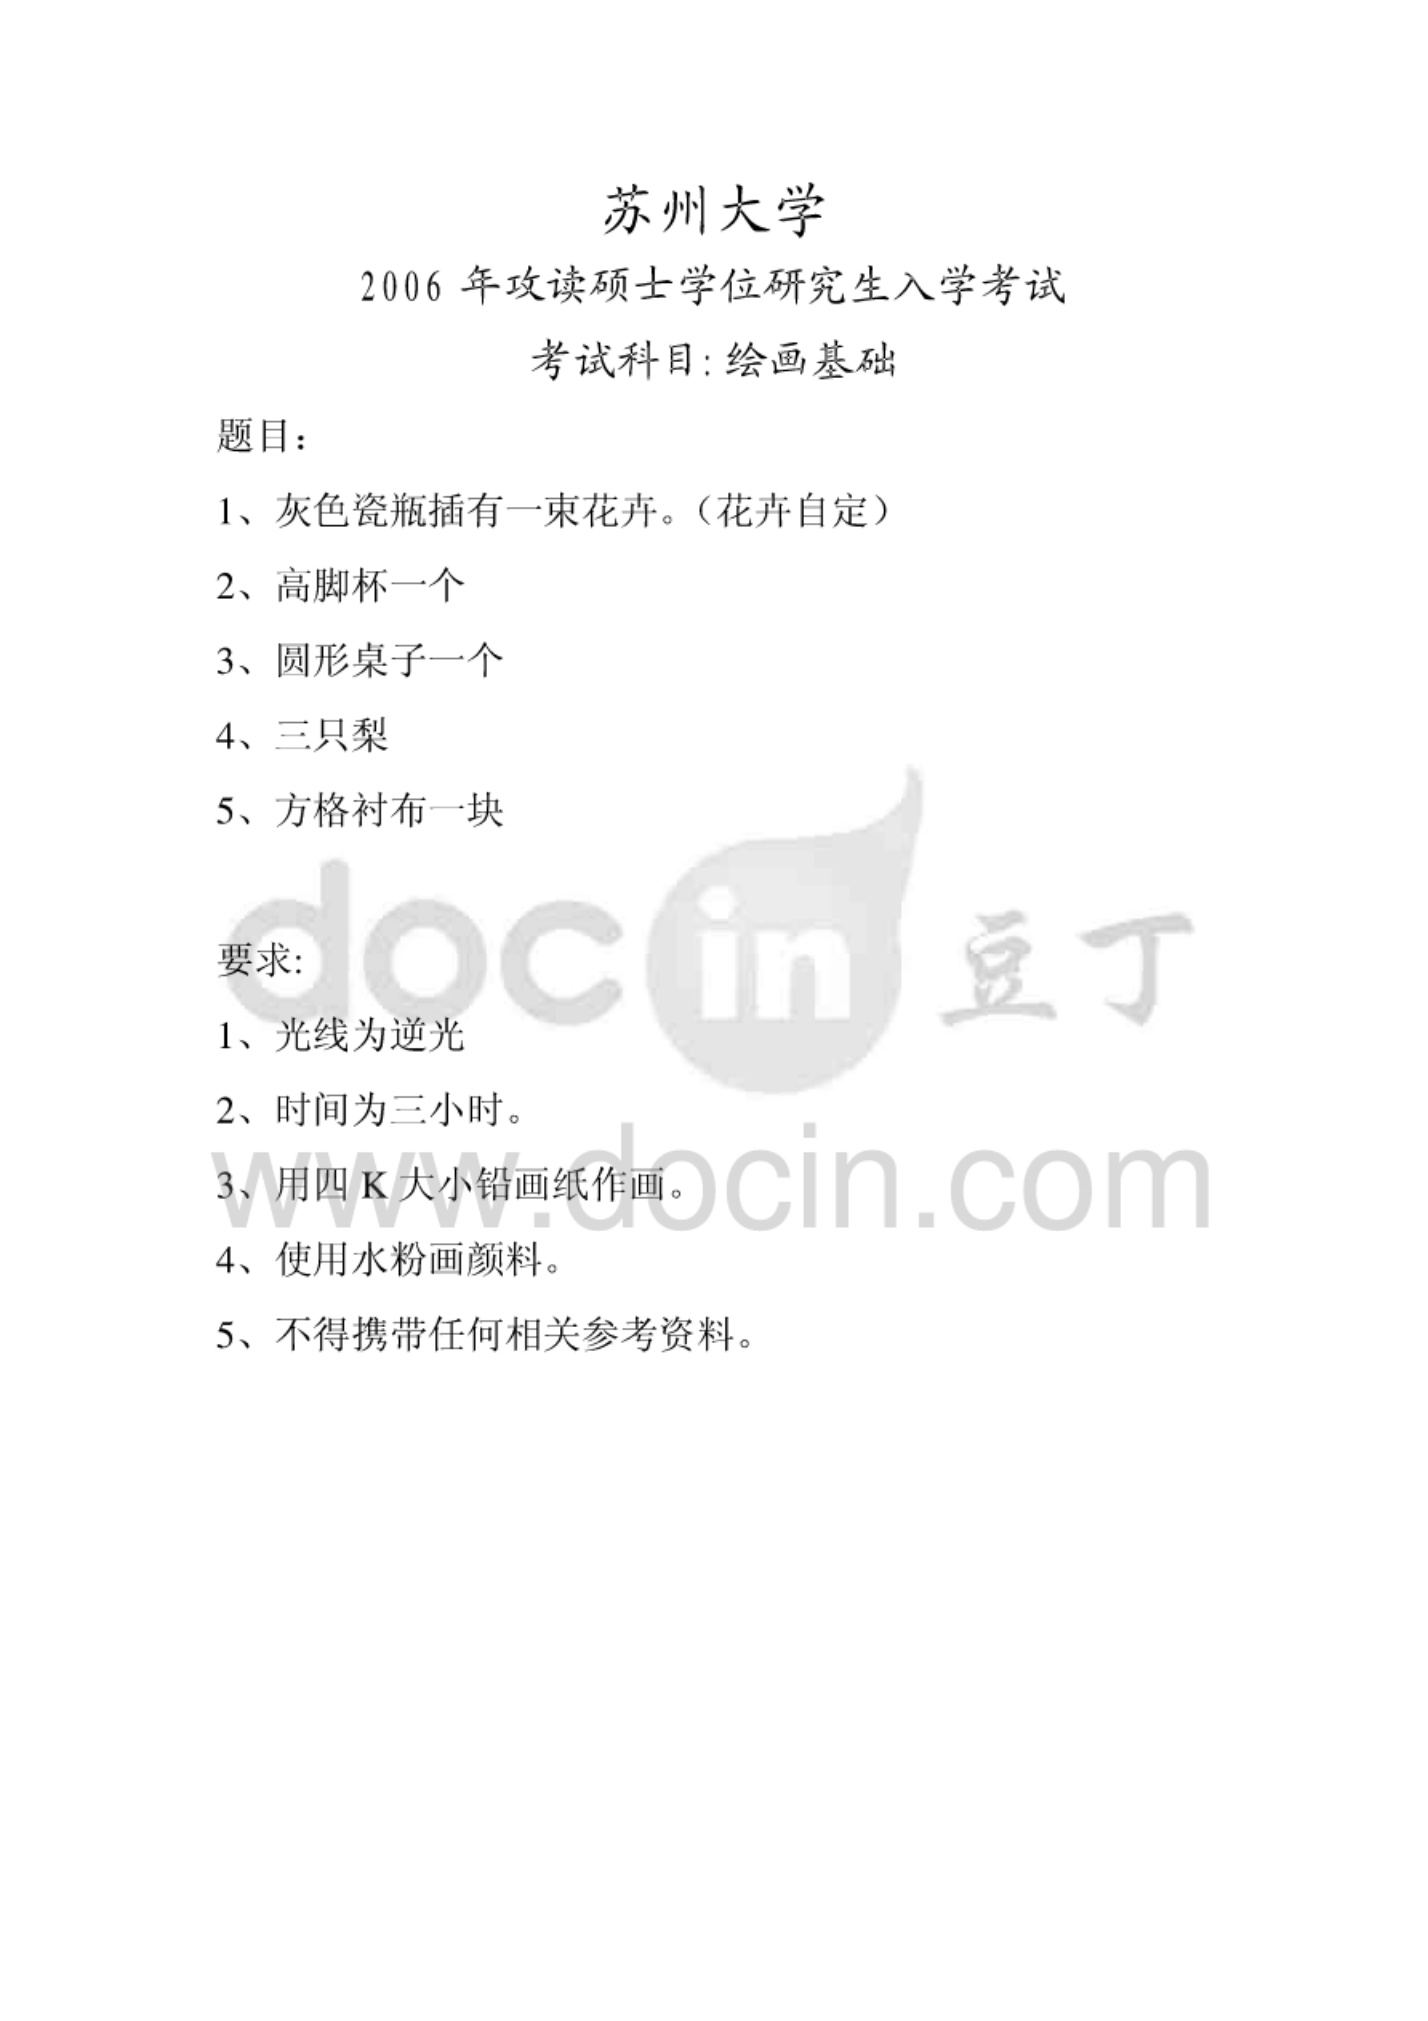 苏州大学
2006 年攻读硕士学位研究生入学考试
考试科目: 绘画基础
题目：
1、灰色瓷瓶插有一束花卉。（花卉自定）
2、高脚杯一个
3、圆形桌子一个
4、三只梨
5、方格衬布一块
docin 豆丁
要求:
1、光线为逆光
2、时间为三小时。
www.docin.com
3、用四 K 大小铅画纸作画。
4、使用水粉画颜料。
5、不得携带任何相关参考资料。